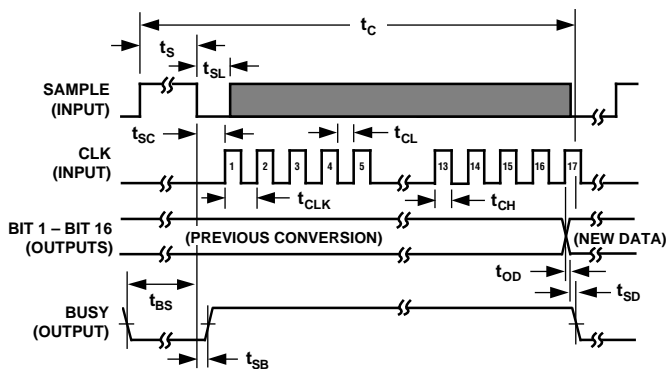 tC
tS
tSL
SAMPLE
(INPUT)
tSC
tCL
CLK
(INPUT)
1 2 3 4 5 13 14 15 16 17
tCLK
tCH
BIT 1 – BIT 16
(OUTPUTS)
(PREVIOUS CONVERSION)
(NEW DATA)
tOD
tSD
tBS
BUSY
(OUTPUT)
tSB